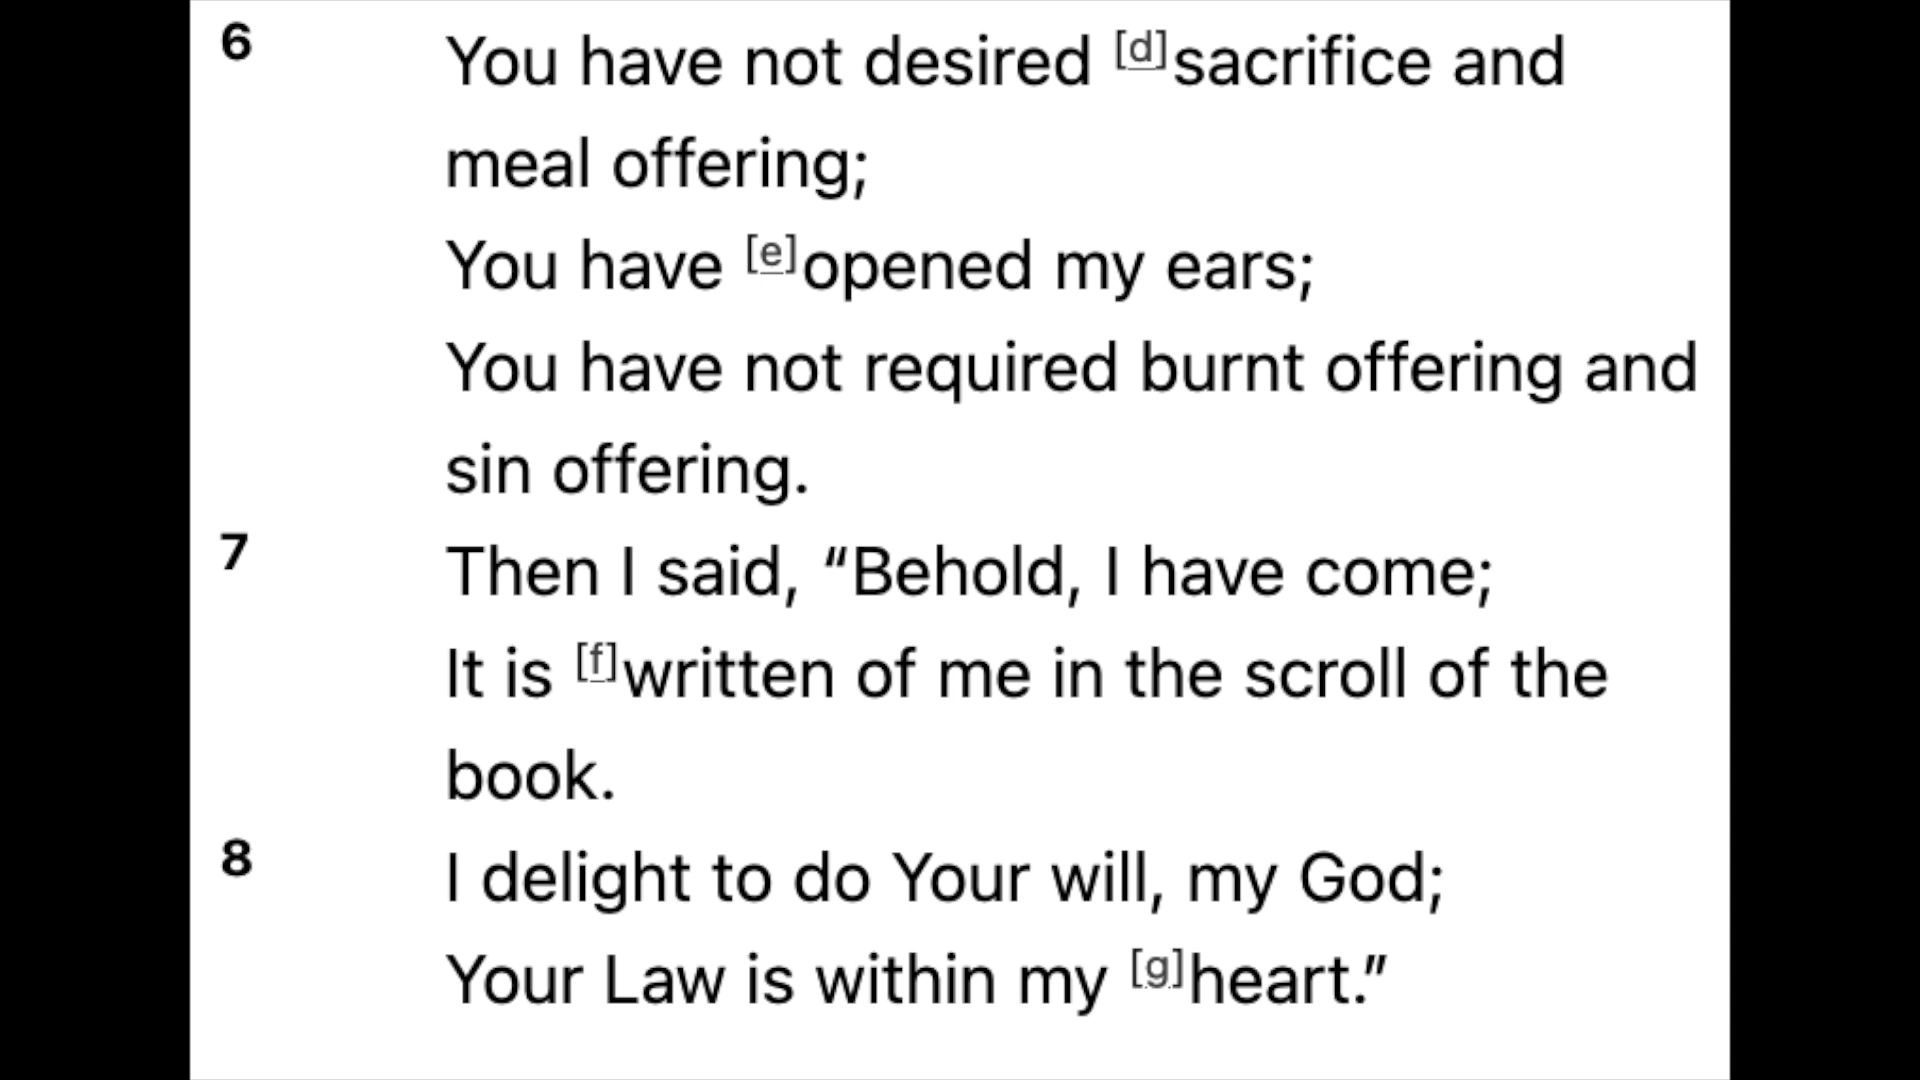 6 You have not desired [d]sacrifice and
meal offering;
You have [e]opened my ears;
You have not required burnt offering and
sin offering.
7 Then I said, “Behold, I have come;
It is [f]written of me in the scroll of the
book.
8 I delight to do Your will, my God;
Your Law is within my [g]heart.”